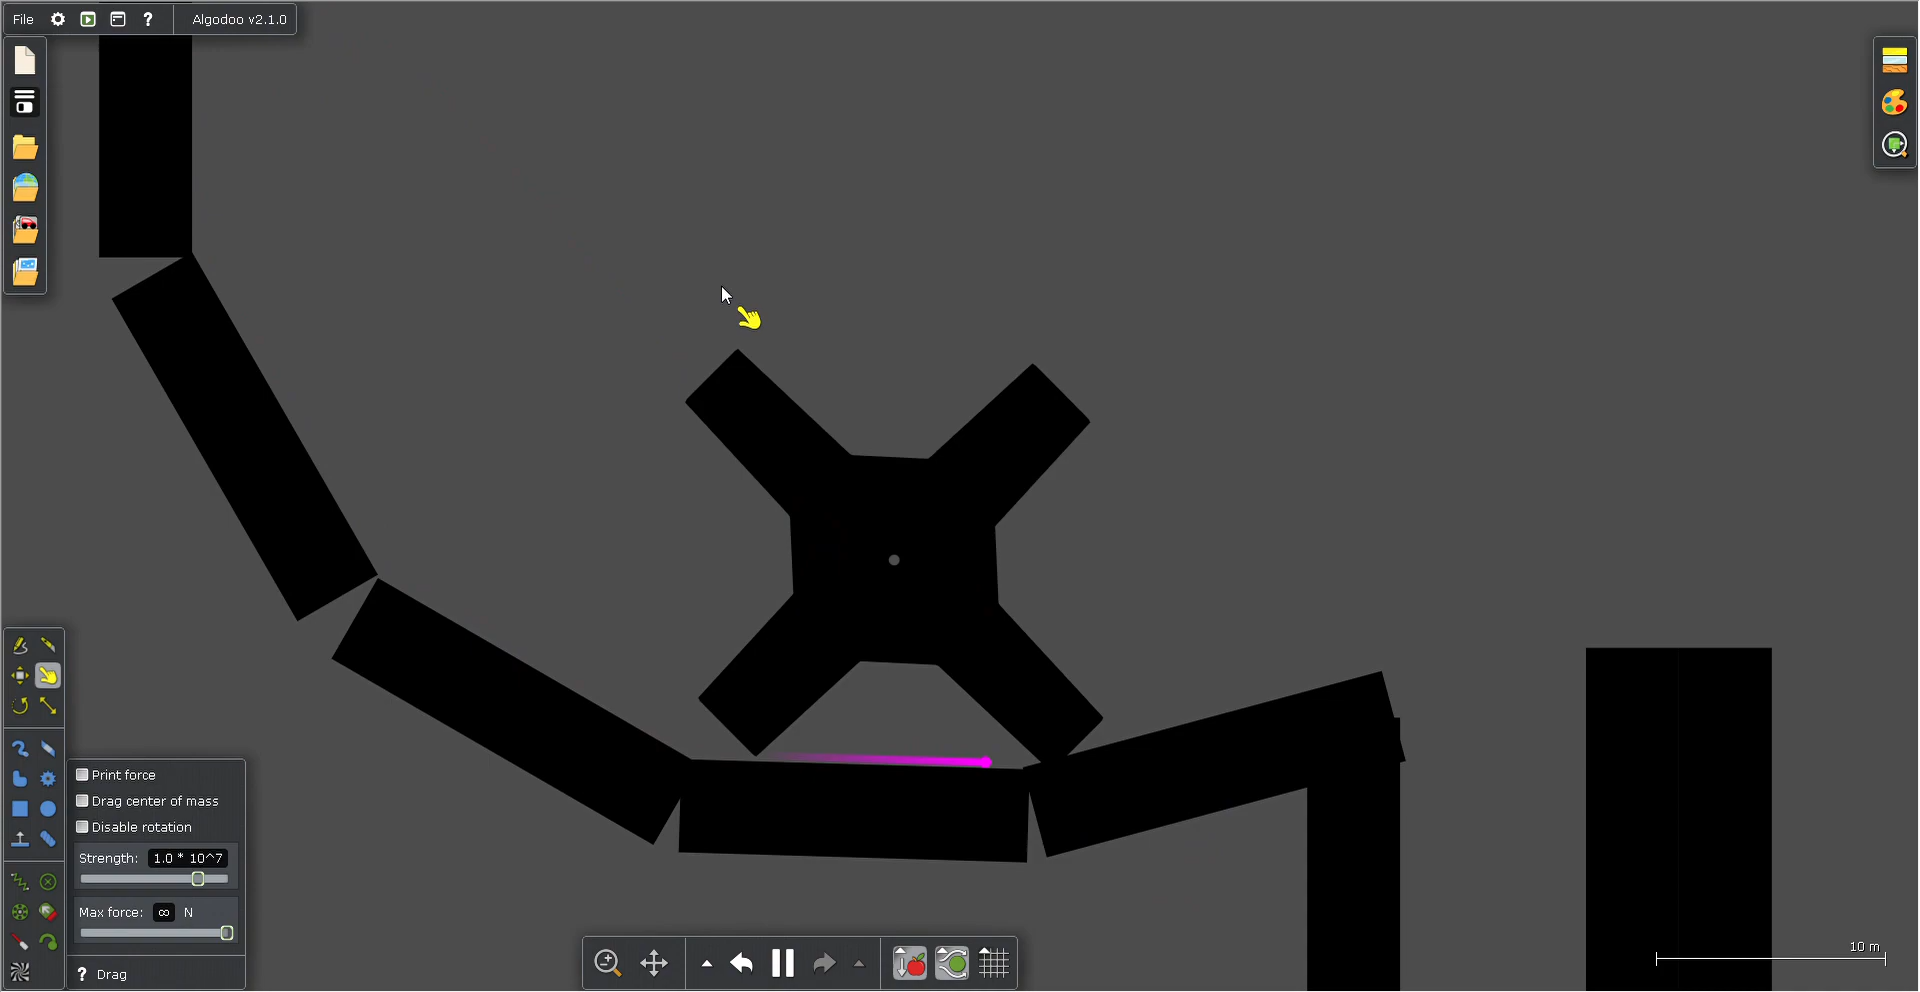 File ? Algodoo v2.1.0
Print force
Drag center of mass
Disable rotation
Strength: 1.0 * 10^7
Max force: ∞ N
? Drag
10 m